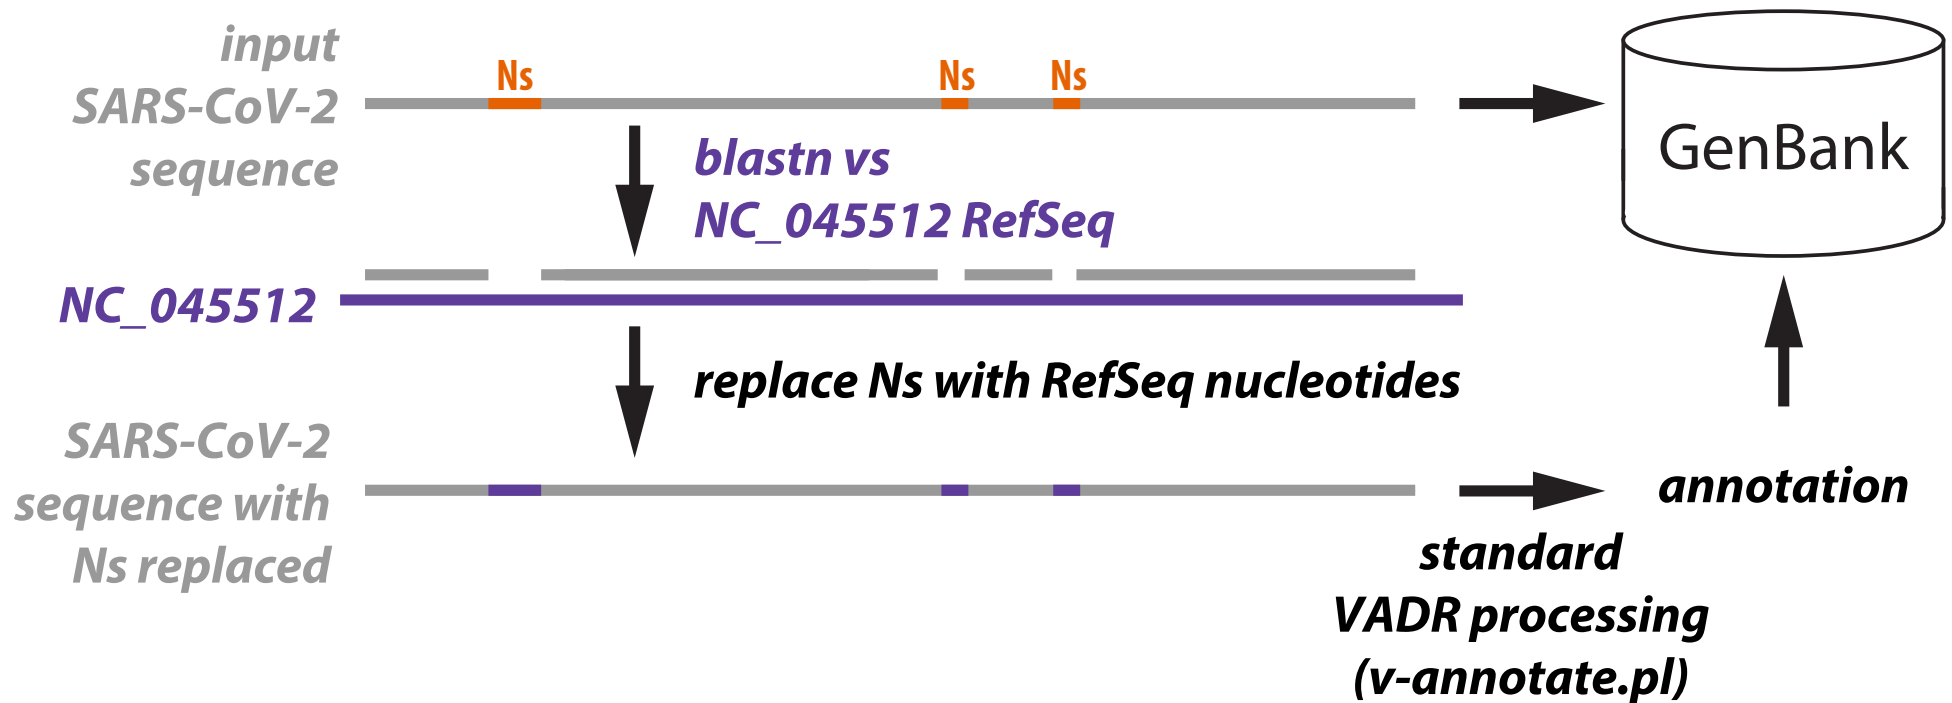 input
SARS-CoV-2
sequence
Ns
Ns
Ns
GenBank
blastn vs
NC_045512 RefSeq
NC_045512
replace Ns with RefSeq nucleotides
SARS-CoV-2
sequence with
Ns replaced
annotation
standard
VADR processing
(v-annotate.pl)